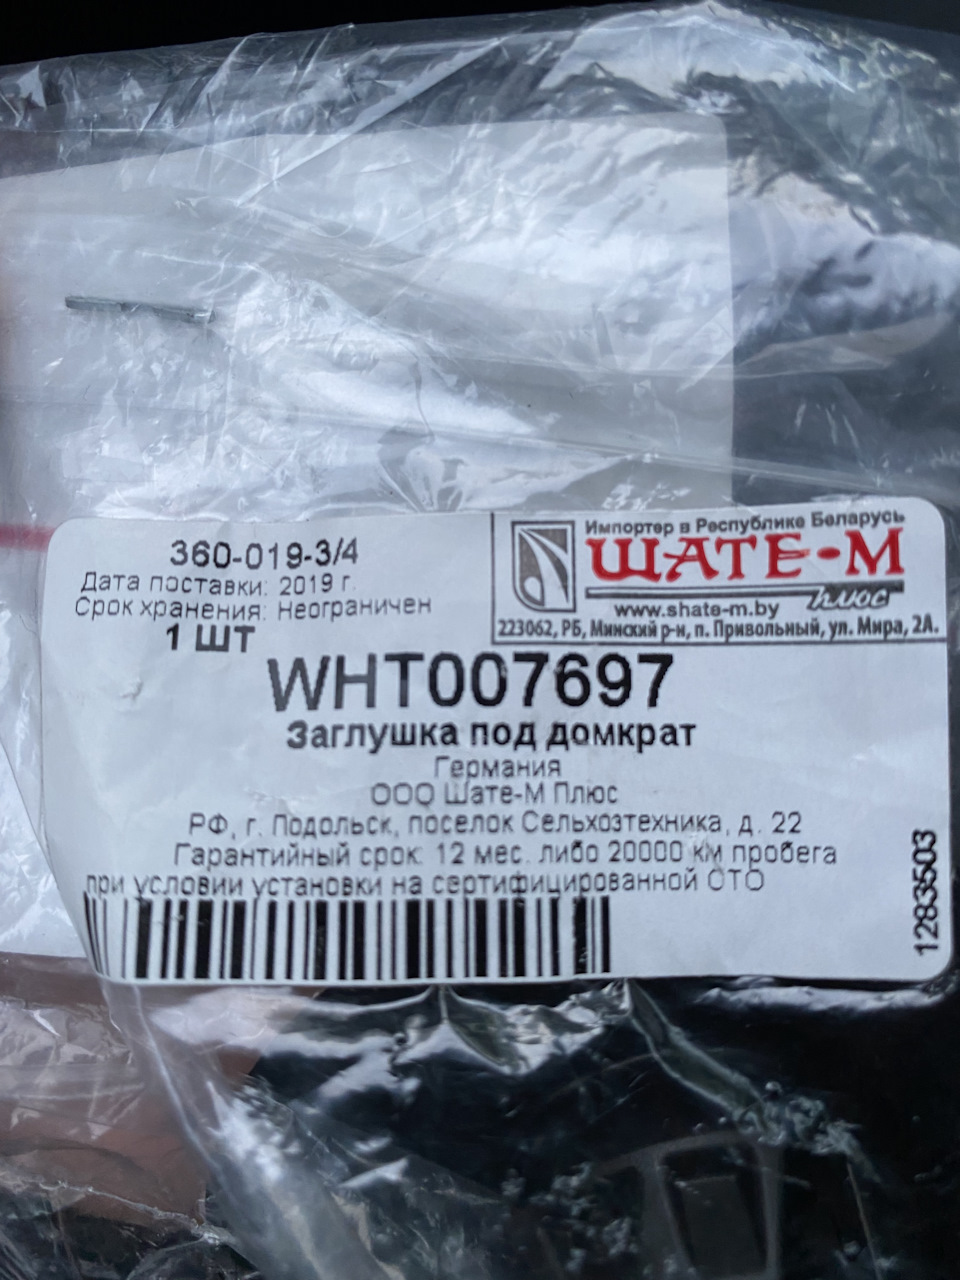 360-019-3/4
Дата поставки: 2019 г.
Срок хранения: Неограничен
1 ШТ
Импортер в Республике Беларусь
ШАТЕ-М
плюс
www.shate-m.by
223062, РБ, Минский р-н, п. Привольный, ул. Мира, 2А.
WHT007697
Заглушка под домкрат
Германия
ООО Шате-М Плюс
РФ, г. Подольск, поселок Сельхозтехника, д. 22
Гарантийный срок: 12 мес. либо 20000 км пробега
при условии установки на сертифицированной СТО
1283503